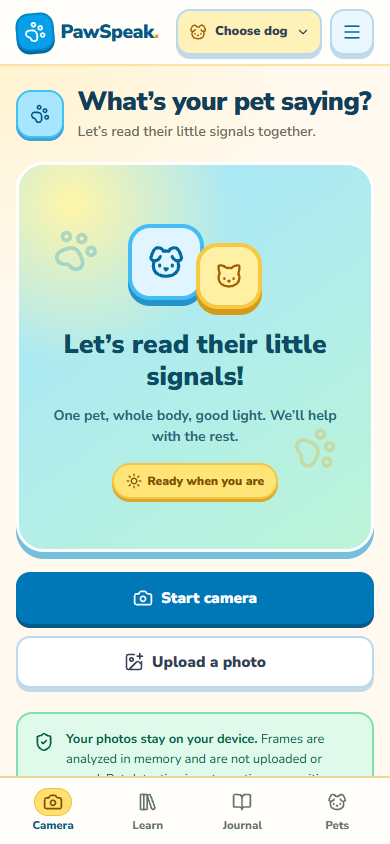 PawSpeak.
Choose dog
What's your pet saying?
Let's read their little signals together.
Let's read their little
signals!
One pet, whole body, good light. We'll help
with the rest.
Ready when you are
Start camera
Upload a photo
Your photos stay on your device. Frames are
analyzed in memory and are not uploaded or
Camera
Learn
Journal
Pets